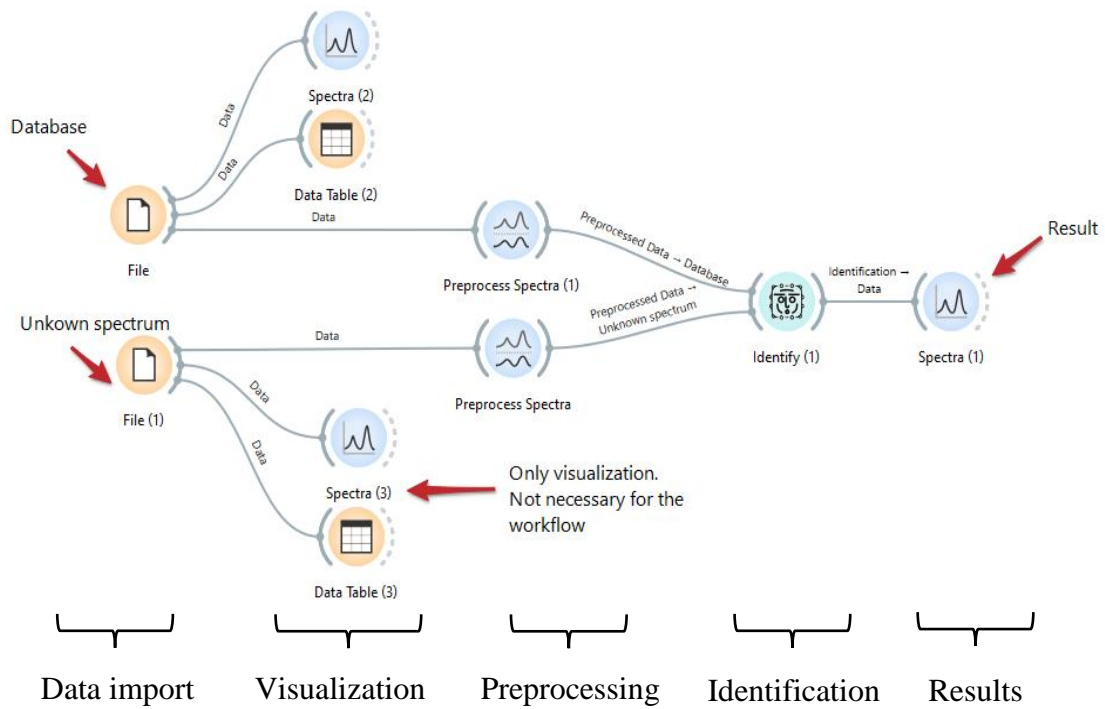 Spectra (2)
Data
Database
Data
Data Table (2)
Data
File
Preprocess Spectra (1)
Preprocessed Data → Database
Result
Identification →
Data
Preprocessed Data →
Unknown spectrum
Unkown spectrum
Data
Identify (1)
Spectra (1)
Preprocess Spectra
File (1)
Data
Data
Spectra (3)
Only visualization.
Not necessary for the
workflow
Data Table (3)
Data import
Visualization
Preprocessing
Identification
Results